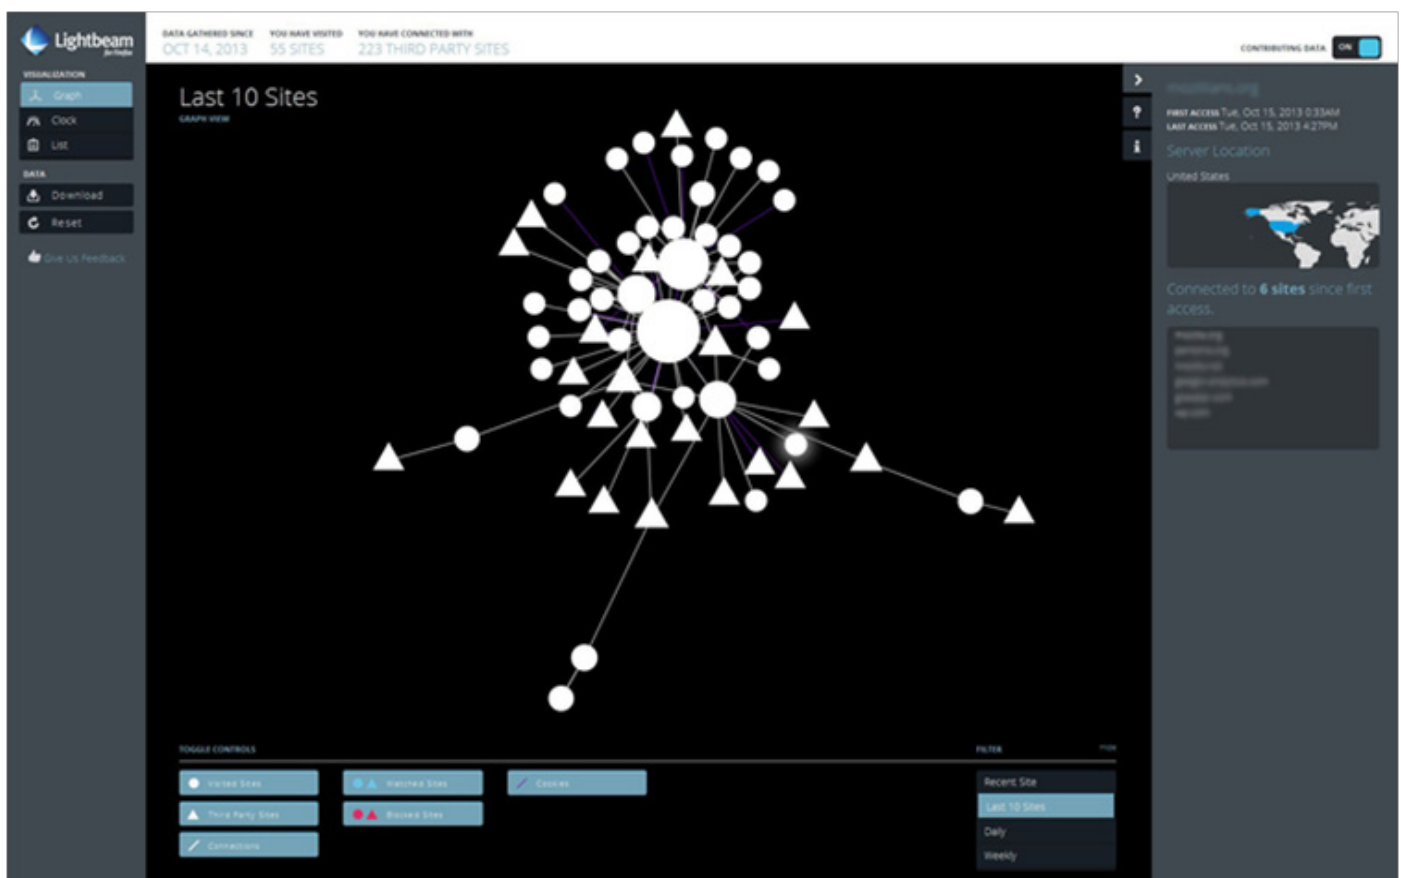 Lightbeam
for Firefox
DATA GATHERED SINCE
OCT 14, 2013
YOU HAVE VISITED
55 SITES
YOU HAVE CONNECTED WITH
223 THIRD PARTY SITES
CONTRIBUTING DATA
ON
VISUALIZATION
Graph
Clock
List
DATA
Download
Reset
Give Us Feedback
Last 10 Sites
GRAPH VIEW
?
i
FIRST ACCESS Tue, Oct 15, 2013 0:33AM
LAST ACCESS Tue, Oct 15, 2013 4:27PM
Server Location
United States
Connected to 6 sites since first
access.
TOGGLE CONTROLS
Visited Sites
Third Party Sites
Connections
Watched Sites
Blocked Sites
Cookies
FILTER
Recent Site
Last 10 Sites
Daily
Weekly